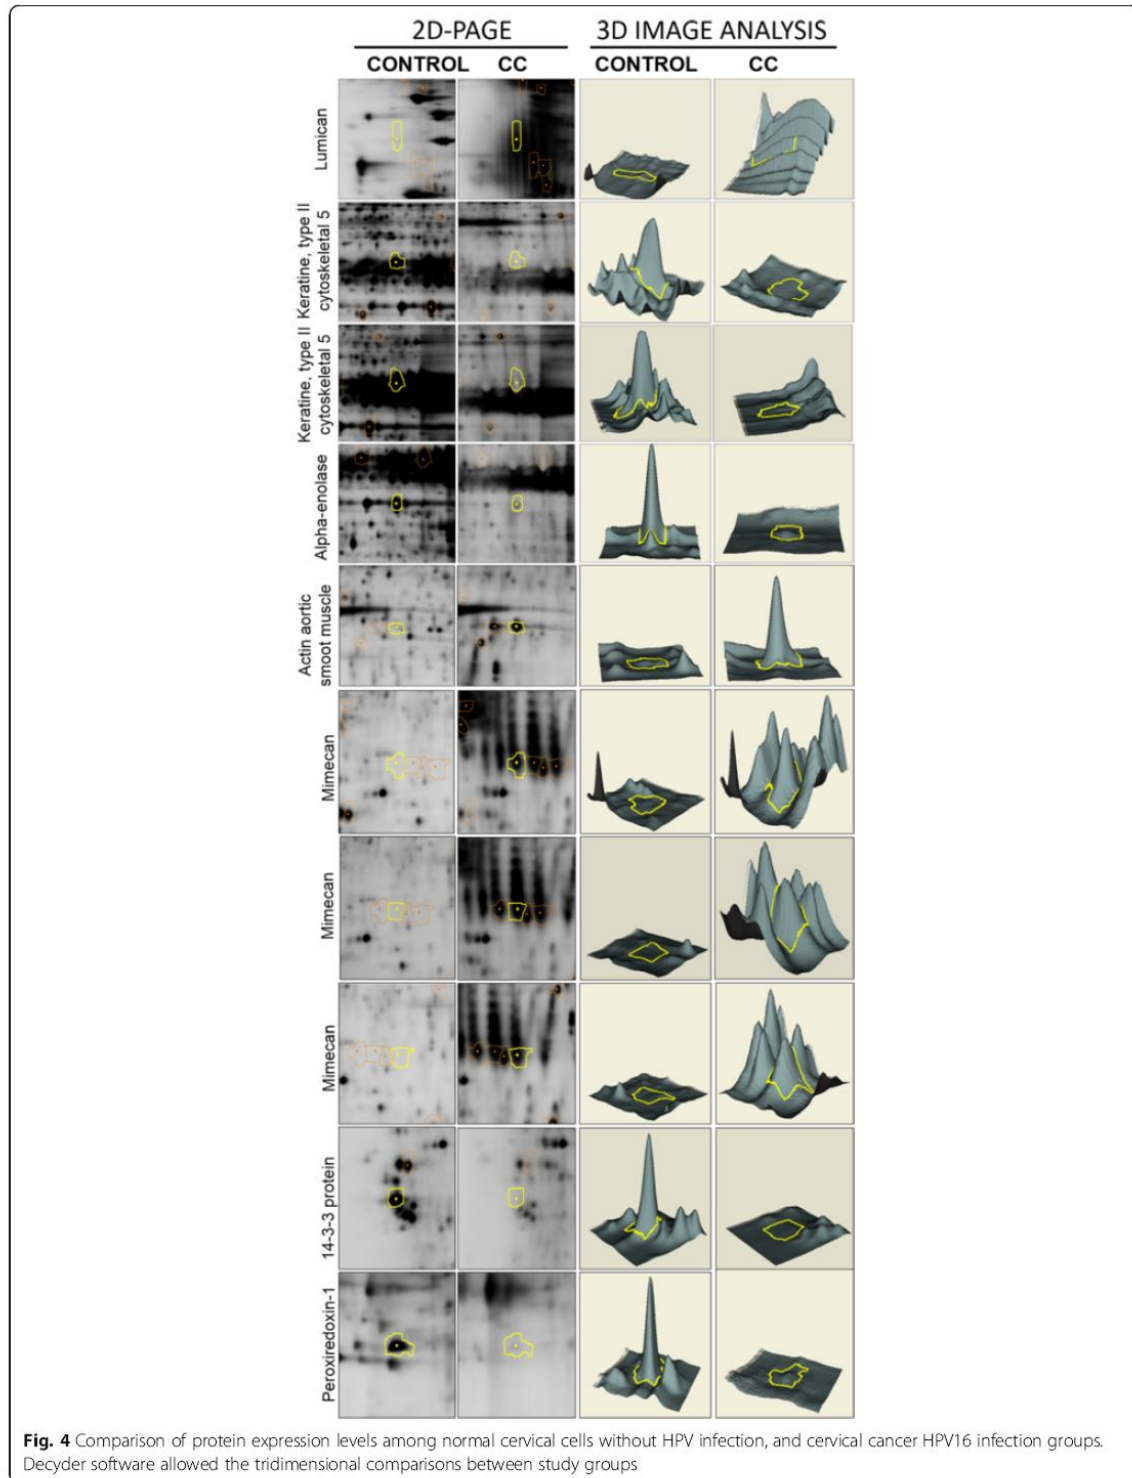 2D-PAGE 3D IMAGE ANALYSIS
CONTROL CC CONTROL CC
Lumican
Keratine, type II
cytoskeletal 5
Keratine, type II
cytoskeletal 5
Alpha-enolase
Actin aortic
smoot muscle
Mimecan
Mimecan
Mimecan
14-3-3 protein
Peroxiredoxin-1
Fig. 4 Comparison of protein expression levels among normal cervical cells without HPV infection, and cervical cancer HPV16 infection groups.
Decyder software allowed the tridimensional comparisons between study groups